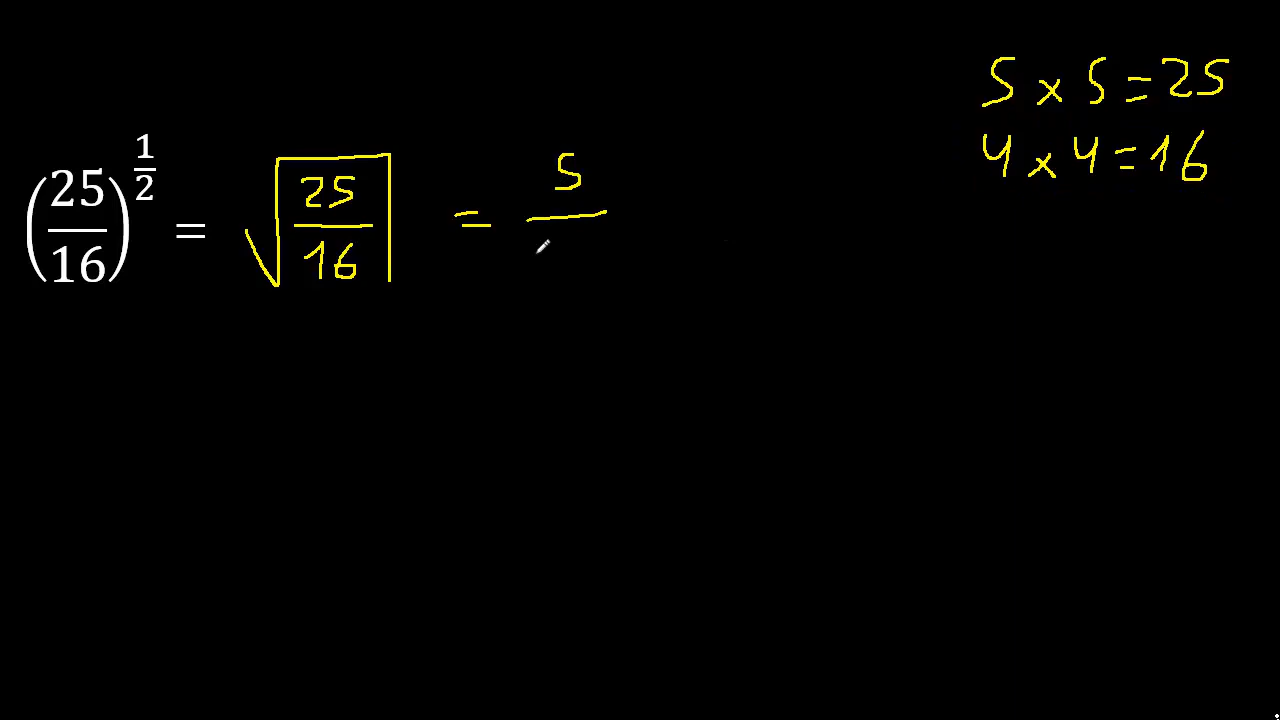 5 × 5 = 25
4 × 4 = 16
(25/16)^(1/2) = √(25/16) = 5/